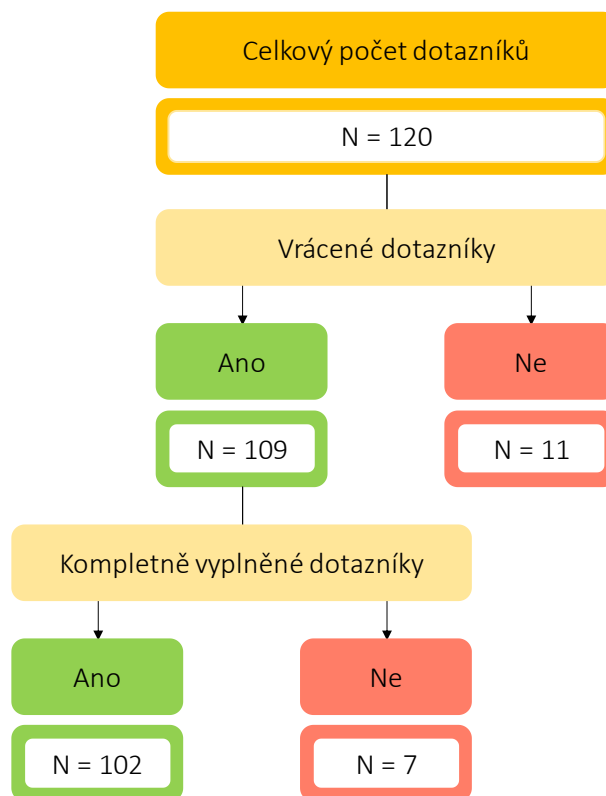 Celkový počet dotazníků
N = 120
Vrácené dotazníky
Ano
Ne
N = 109
N = 11
Kompletně vyplněné dotazníky
Ano
Ne
N = 102
N = 7